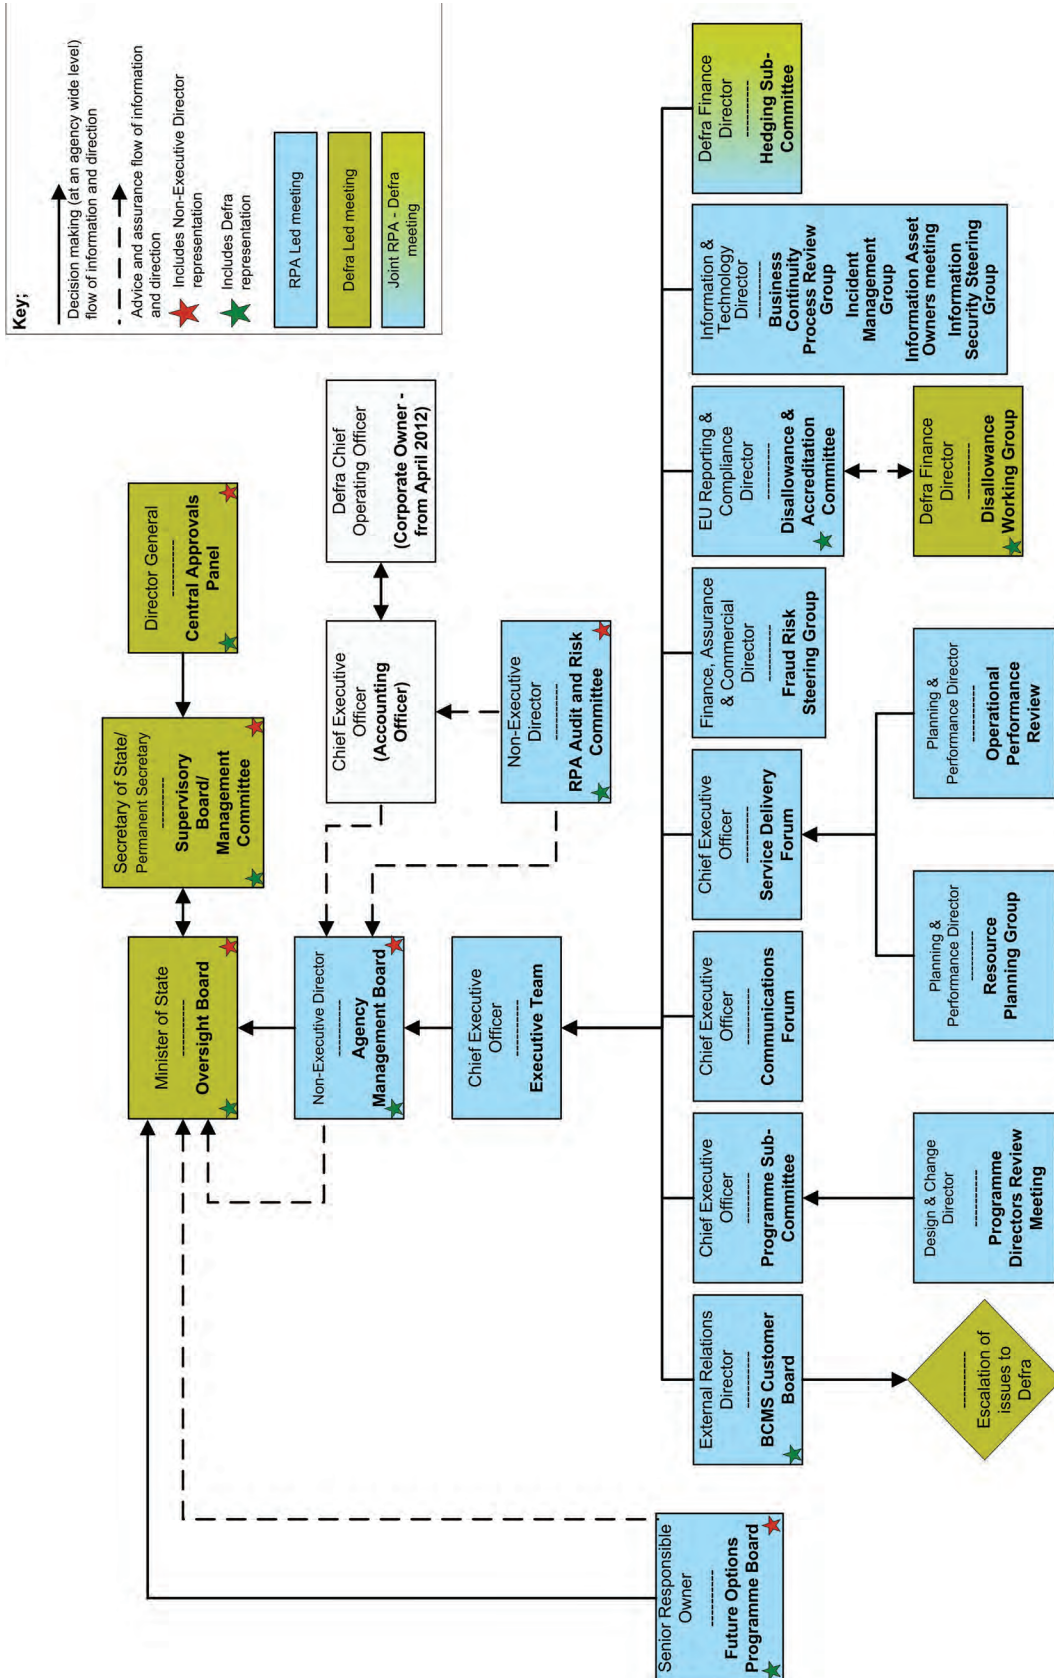 Key;
Decision making (at an agency wide level)
flow of information and direction
Advice and assurance flow of information
and direction
Includes Non-Executive Director
representation
Includes Defra
representation
RPA Led meeting
Defra Led meeting
Joint RPA - Defra
meeting
Director General
----------
Central Approvals
Panel
Secretary of State/
Permanent Secretary
----------
Supervisory
Board/
Management
Committee
Minister of State
----------
Oversight Board
Defra Chief
Operating Officer
(Corporate Owner -
from April 2012)
Chief Executive
Officer
(Accounting
Officer)
Non-Executive
Director
----------
RPA Audit and Risk
Committee
Non-Executive Director
----------
Agency
Management Board
Chief Executive
Officer
----------
Executive Team
Senior Responsible
Owner
----------
Future Options
Programme Board
External Relations
Director
----------
BCMS Customer
Board
Chief Executive
Officer
----------
Programme Sub-
Committee
Chief Executive
Officer
----------
Communications
Forum
Chief Executive
Officer
----------
Service Delivery
Forum
Finance, Assurance
& Commercial
Director
----------
Fraud Risk
Steering Group
EU Reporting &
Compliance
Director
----------
Disallowance &
Accreditation
Committee
Information &
Technology
Director
----------
Business
Continuity
Process Review
Group
Incident
Management
Group
Information Asset
Owners meeting
Information
Security Steering
Group
Defra Finance
Director
----------
Hedging Sub-
Committee
----------
Escalation of
issues to
Defra
Design & Change
Director
----------
Programme
Directors Review
Meeting
Planning &
Performance Director
----------
Resource
Planning Group
Planning &
Performance Director
----------
Operational
Performance
Review
Defra Finance
Director
----------
Disallowance
Working Group